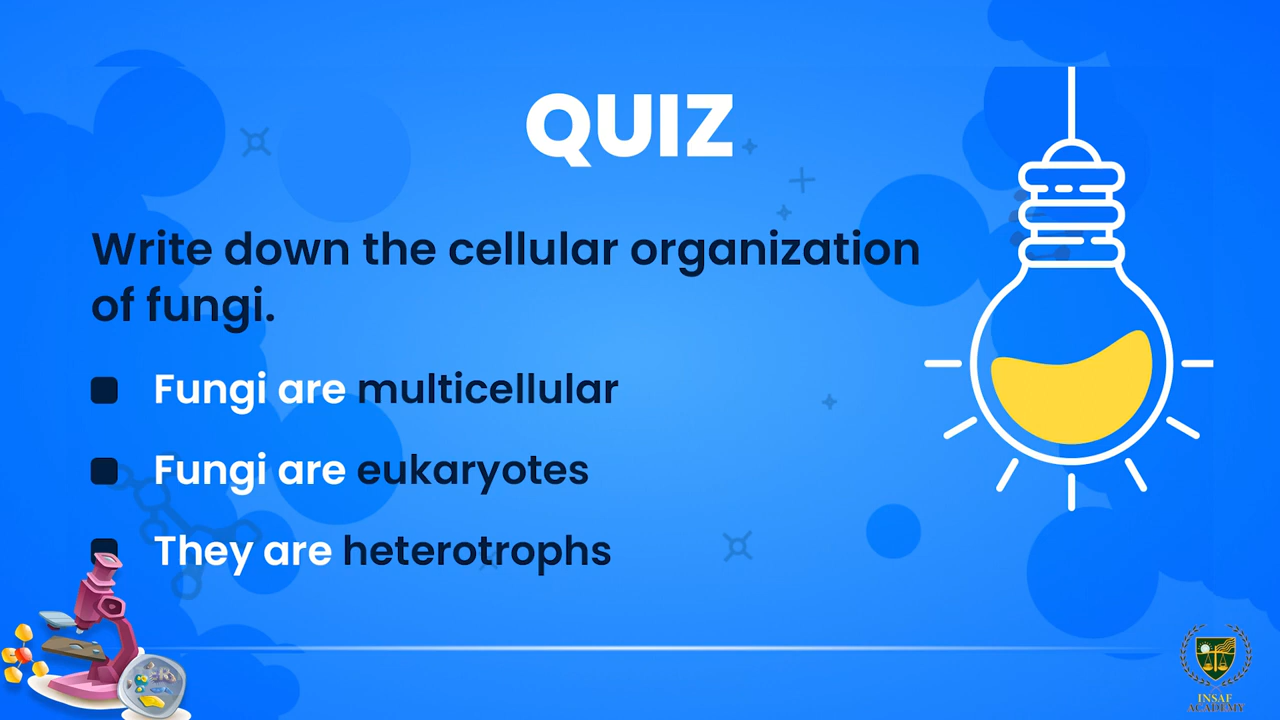 QUIZ
Write down the cellular organization
of fungi.
Fungi are multicellular
Fungi are eukaryotes
They are heterotrophs
INSAF
ACADEMY